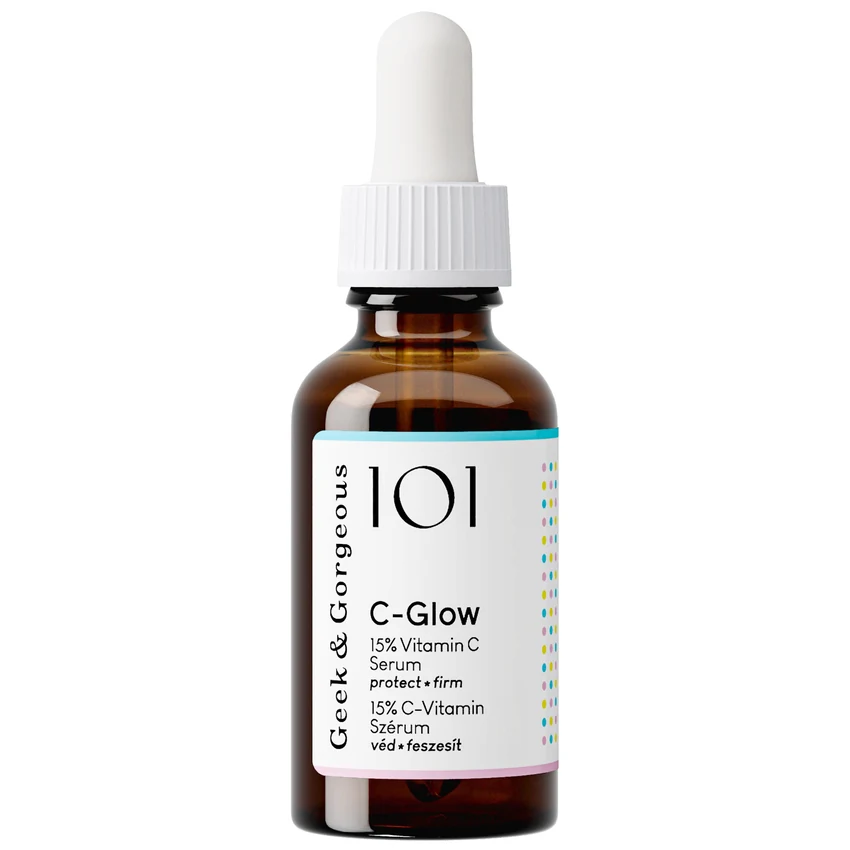 Geek & Gorgeous
101
C-Glow
15% Vitamin C
Serum
protect★firm
15% C-Vitamin
Szérum
véd★feszesít